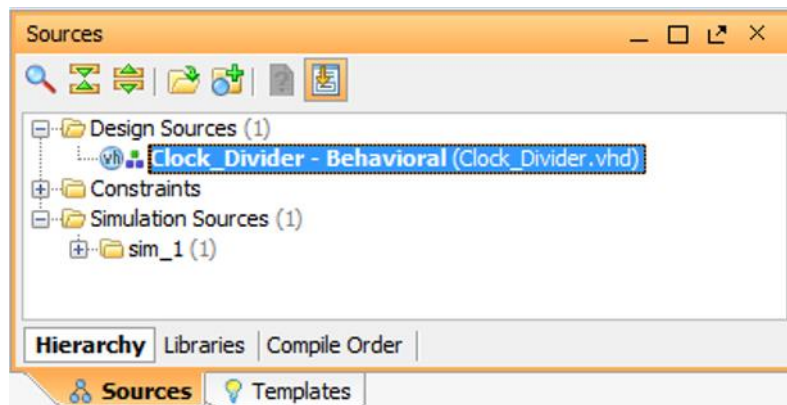 Sources
Design Sources (1)
vh Clock_Divider - Behavioral (Clock_Divider.vhd)
Constraints
Simulation Sources (1)
sim_1 (1)
Hierarchy Libraries Compile Order
Sources Templates